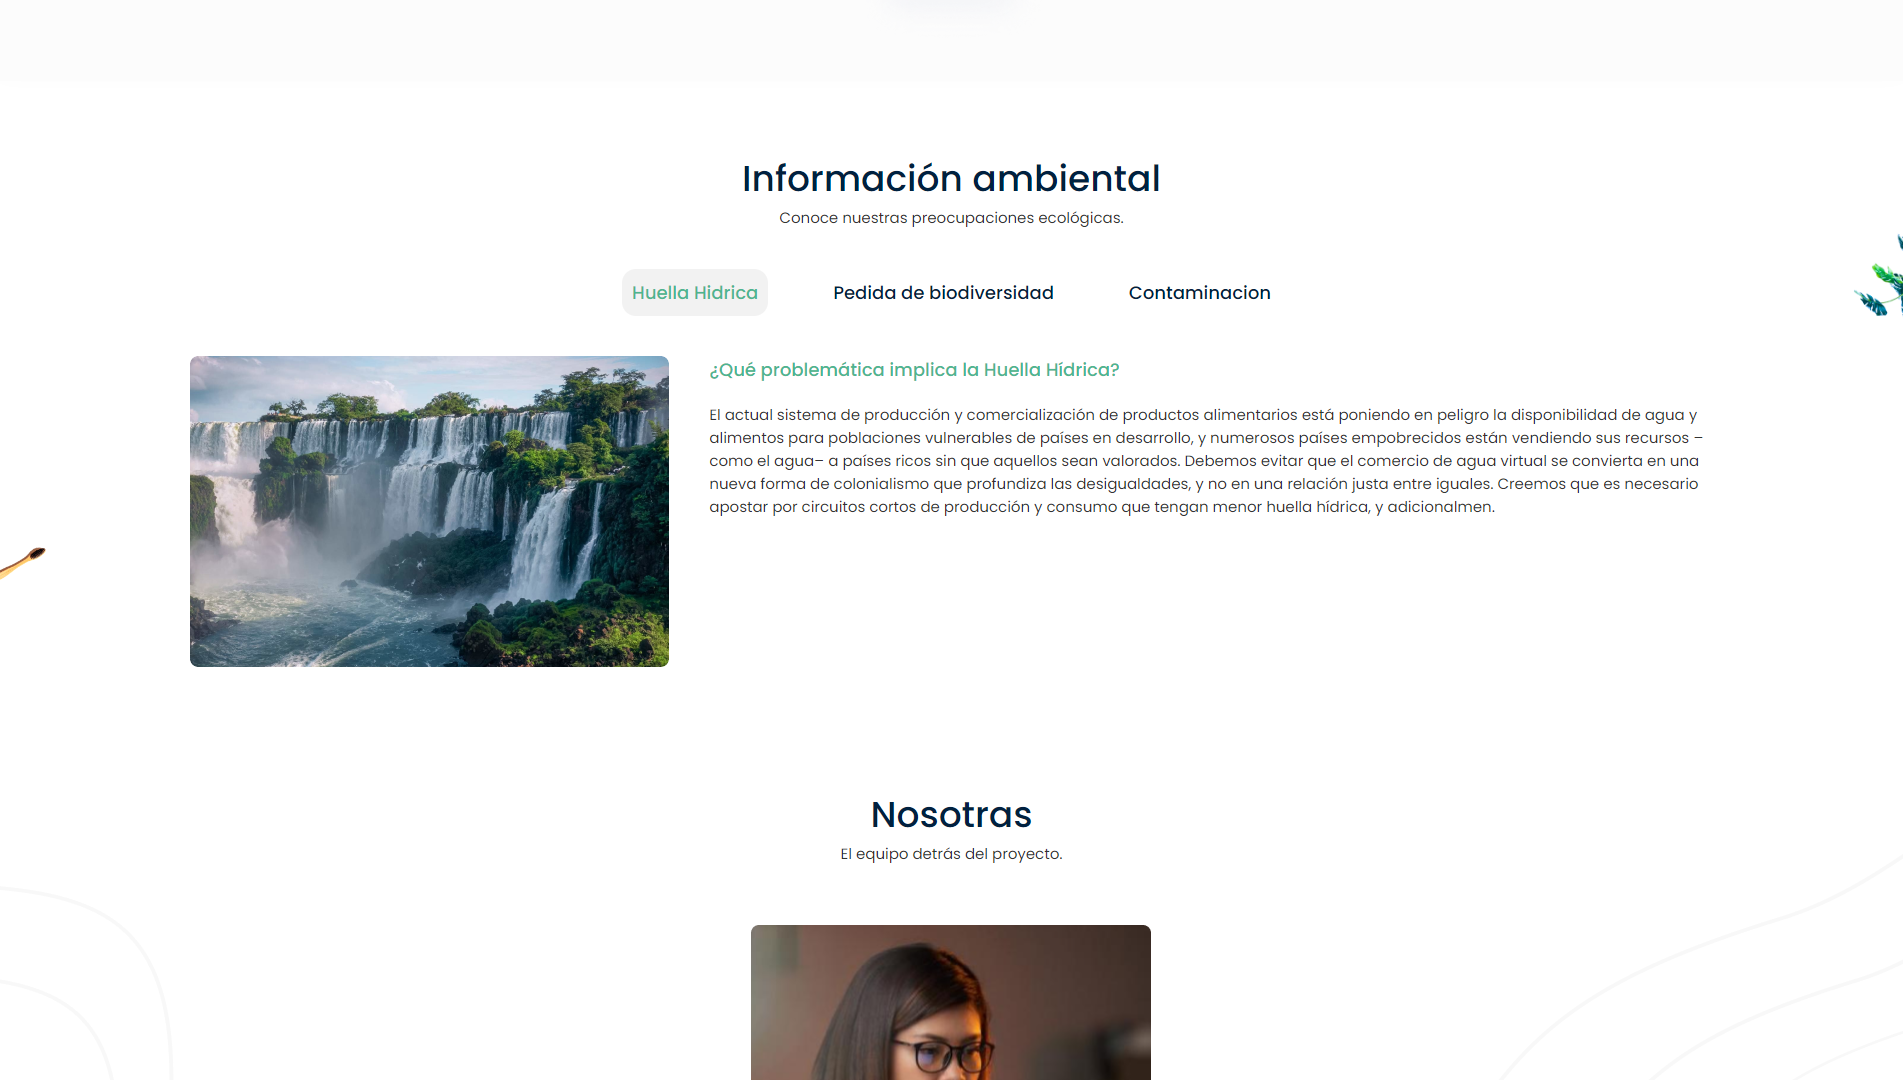 Información ambiental
Conoce nuestras preocupaciones ecológicas.
Huella Hidrica
Pedida de biodiversidad
Contaminacion
¿Qué problemática implica la Huella Hídrica?
El actual sistema de producción y comercialización de productos alimentarios está poniendo en peligro la disponibilidad de agua y
alimentos para poblaciones vulnerables de países en desarrollo, y numerosos países empobrecidos están vendiendo sus recursos –
como el agua– a países ricos sin que aquellos sean valorados. Debemos evitar que el comercio de agua virtual se convierta en una
nueva forma de colonialismo que profundiza las desigualdades, y no en una relación justa entre iguales. Creemos que es necesario
apostar por circuitos cortos de producción y consumo que tengan menor huella hídrica, y adicionalmen.
Nosotras
El equipo detrás del proyecto.